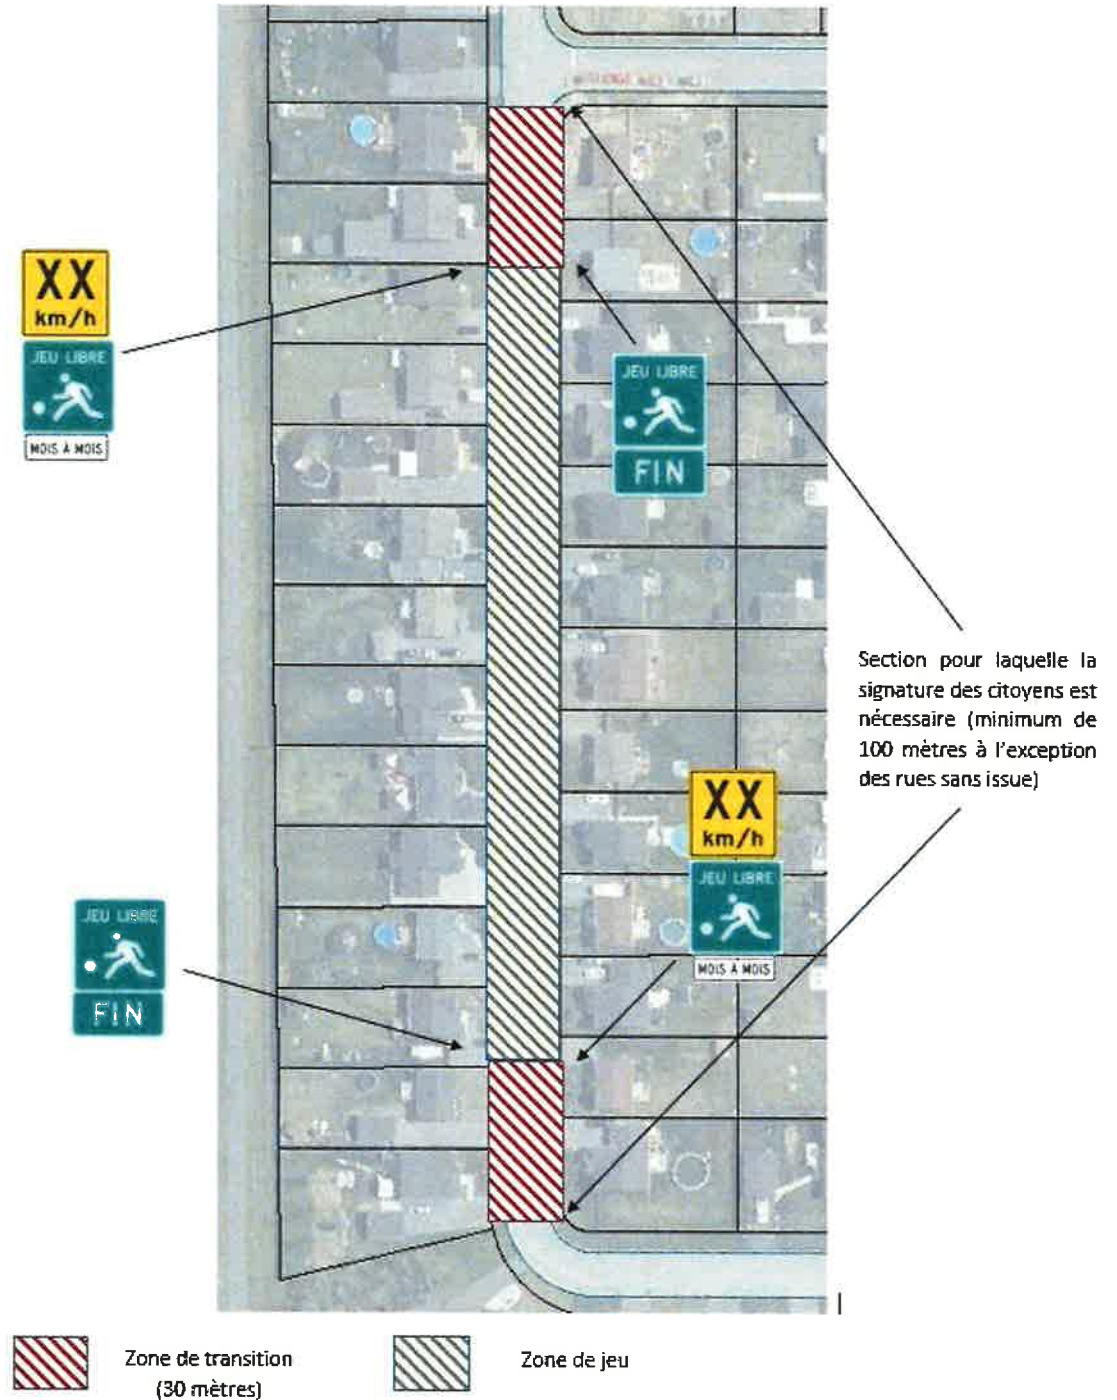 XX
km/h
JEU LIBRE
MOIS À MOIS
JEU LIBRE
FIN
Section pour laquelle la
signature des citoyens est
nécessaire (minimum de
100 mètres à l'exception
des rues sans issue)
XX
km/h
JEU LIBRE
MOIS À MOIS
JEU LIBRE
FIN
Zone de transition
(30 mètres)
Zone de jeu